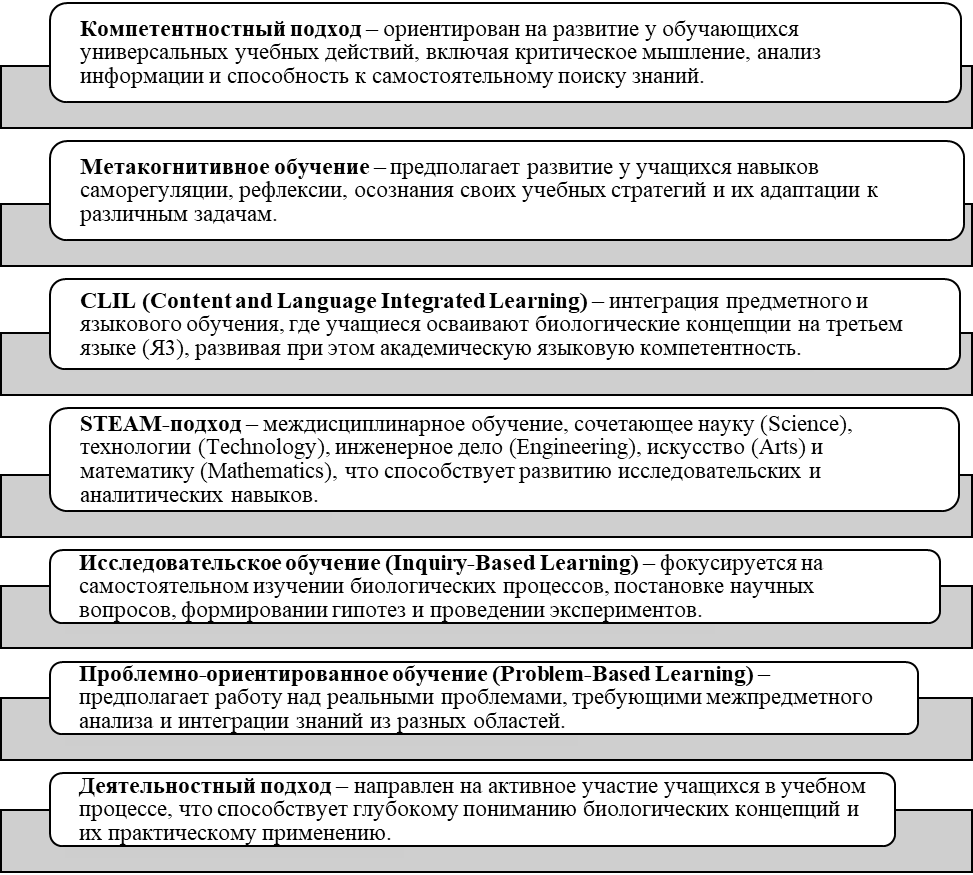 Компетентностный подход – ориентирован на развитие у обучающихся
универсальных учебных действий, включая критическое мышление, анализ
информации и способность к самостоятельному поиску знаний.
Метакогнитивное обучение – предполагает развитие у учащихся навыков
саморегуляции, рефлексии, осознания своих учебных стратегий и их адаптации к
различным задачам.
CLIL (Content and Language Integrated Learning) – интеграция предметного и
языкового обучения, где учащиеся осваивают биологические концепции на третьем
языке (Я3), развивая при этом академическую языковую компетентность.
STEAM-подход – междисциплинарное обучение, сочетающее науку (Science),
технологии (Technology), инженерное дело (Engineering), искусство (Arts) и
математику (Mathematics), что способствует развитию исследовательских и
аналитических навыков.
Исследовательское обучение (Inquiry-Based Learning) – фокусируется на
самостоятельном изучении биологических процессов, постановке научных
вопросов, формировании гипотез и проведении экспериментов.
Проблемно-ориентированное обучение (Problem-Based Learning) –
предполагает работу над реальными проблемами, требующими межпредметного
анализа и интеграции знаний из разных областей.
Деятельностный подход – направлен на активное участие учащихся в учебном
процессе, что способствует глубокому пониманию биологических концепций и
их практическому применению.